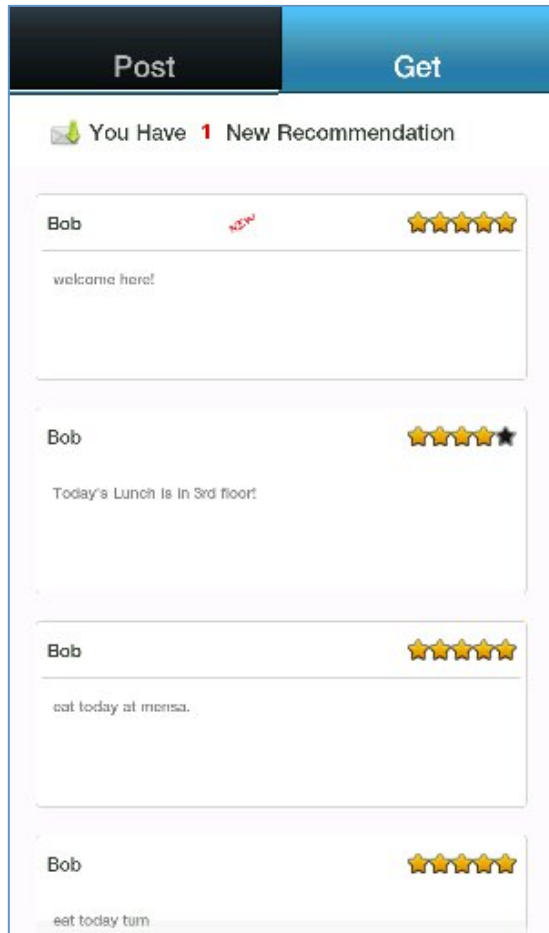 Post Get
You Have 1 New Recommendation
Bob NEW
welcome here!
Bob
Today's Lunch is in 3rd floor!
Bob
eat today at mensa.
Bob
eat today turn